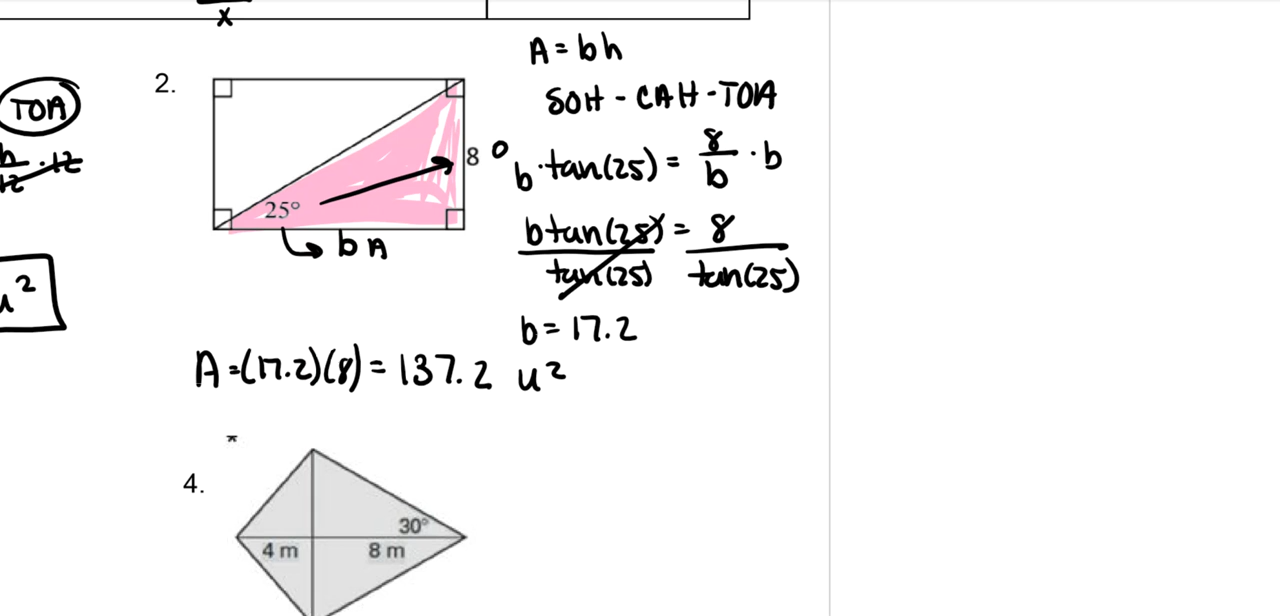 x
A = bh
2.
TOA
SOH - CAH - TOA
8 O
b · tan(25) = 8/b · b
25°
b A
b tan(25) = 8
tan(25) tan(25)
u²
b = 17.2
A = (17.2)(8) = 137.2 u²
4.
30°
4 m
8 m